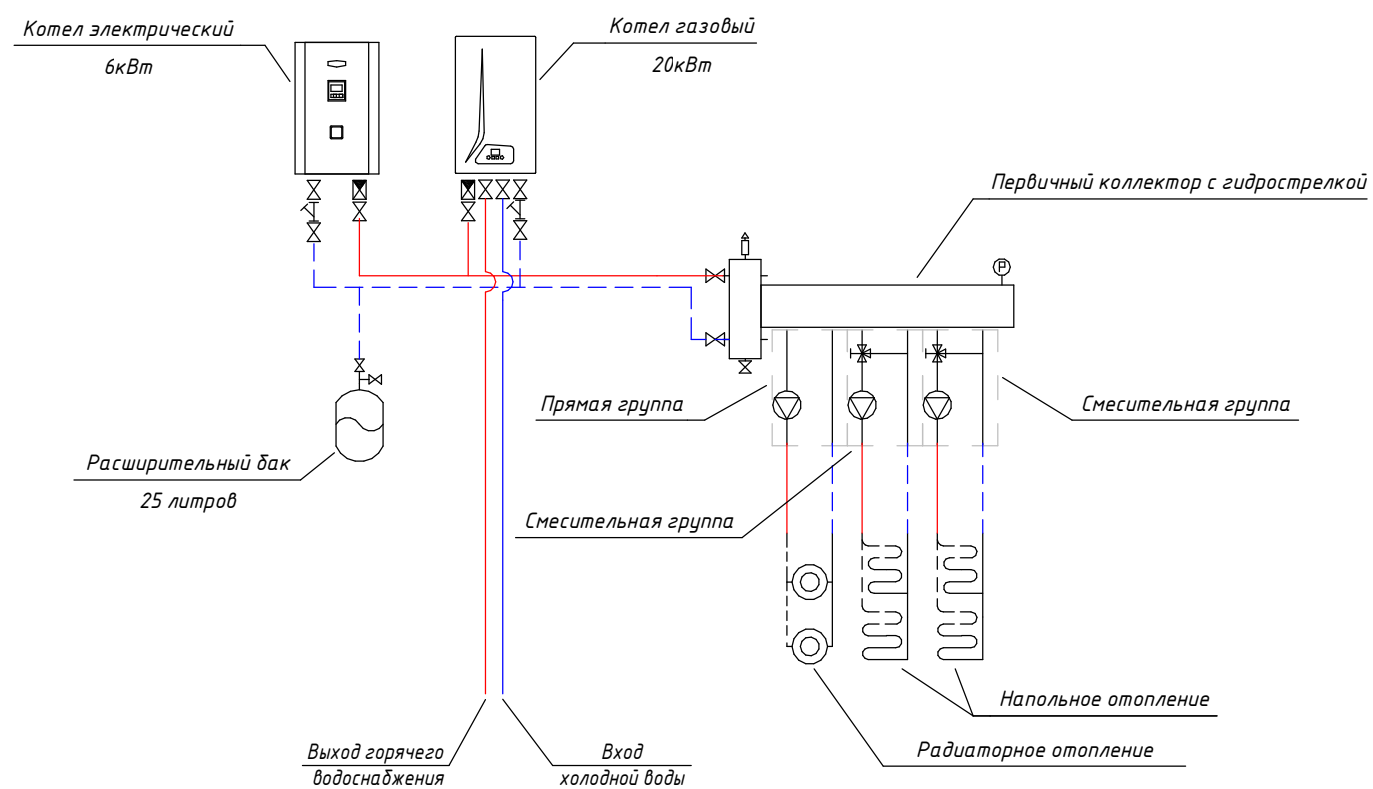 Котел электрический
6кВт
Котел газовый
20кВт
Первичный коллектор с гидрострелкой
Р
Прямая группа
Смесительная группа
Расширительный бак
25 литров
Смесительная группа
Напольное отопление
Радиаторное отопление
Выход горячего
водоснабжения
Вход
холодной воды